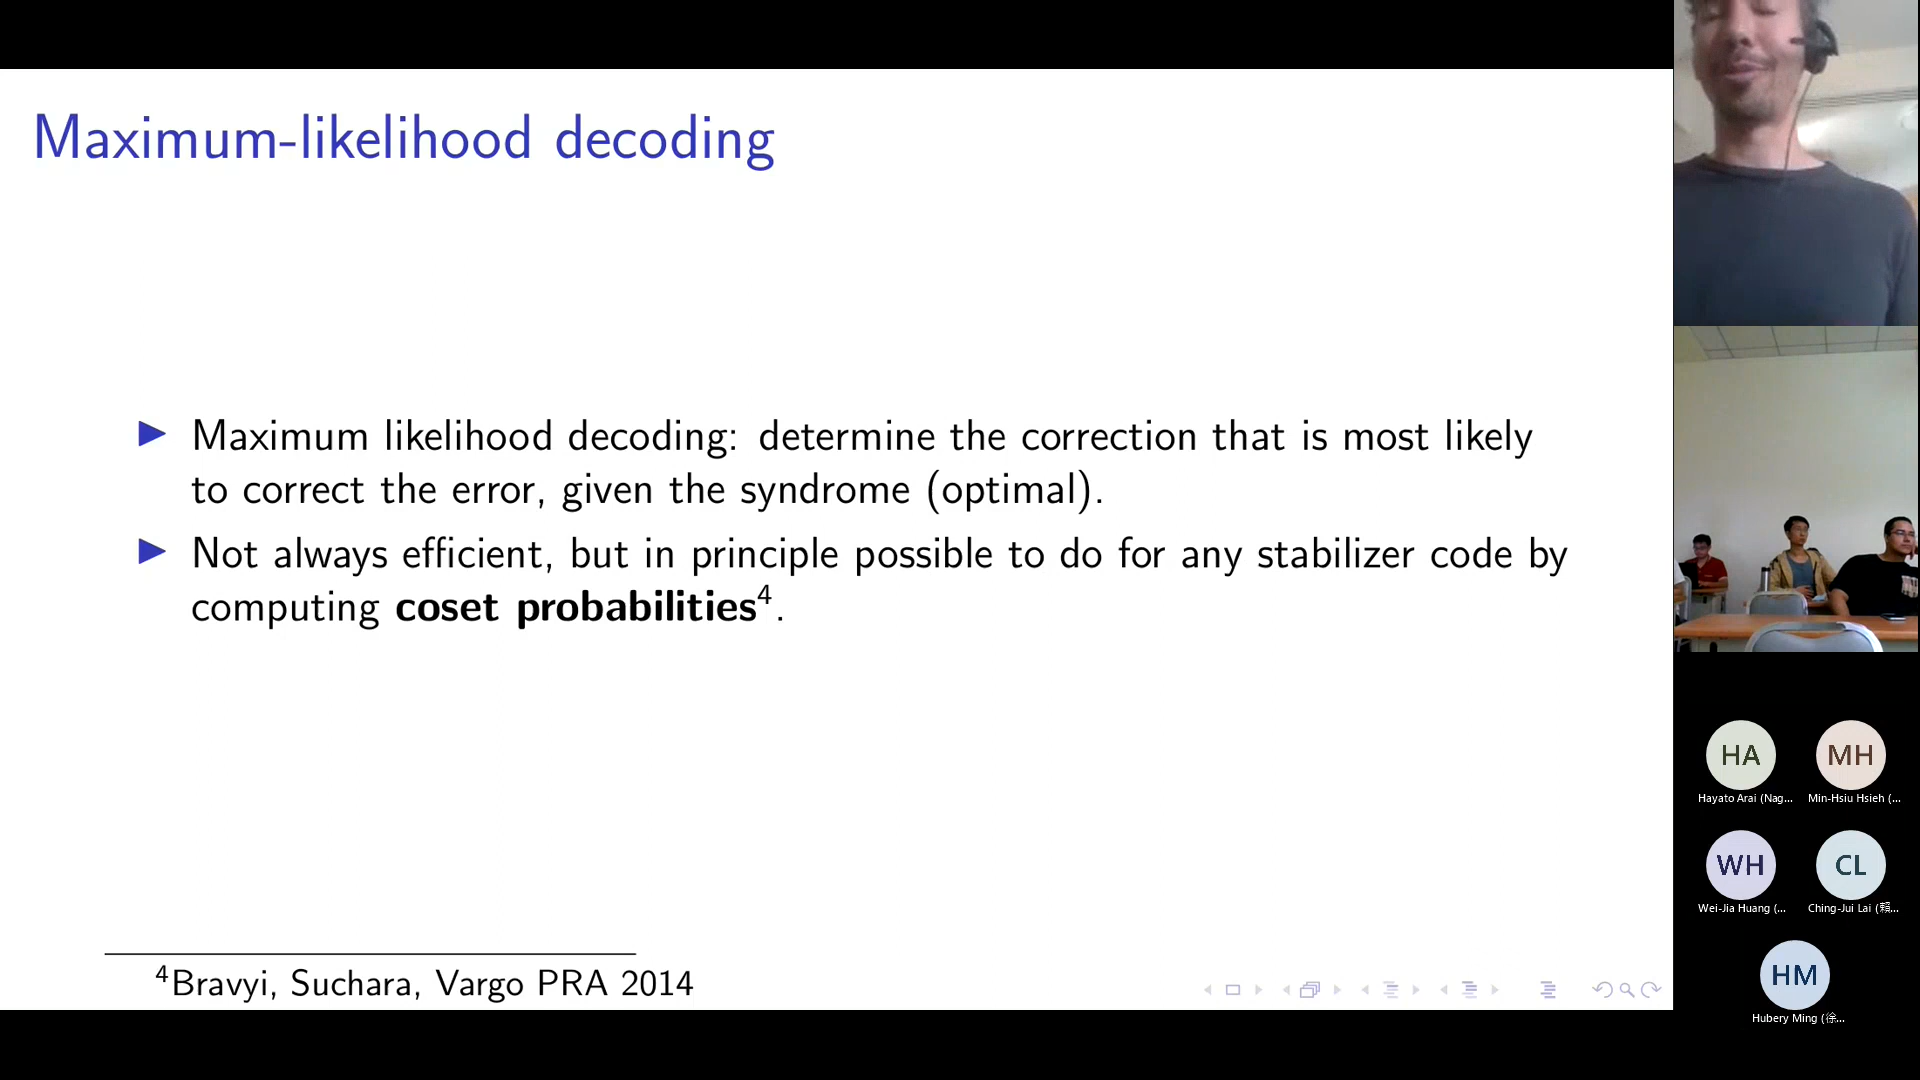 Maximum-likelihood decoding
Maximum likelihood decoding: determine the correction that is most likely
to correct the error, given the syndrome (optimal).
Not always efficient, but in principle possible to do for any stabilizer code by
computing coset probabilities⁴.
⁴Bravyi, Suchara, Vargo PRA 2014
HA
Hayato Arai (Nag...
MH
Min-Hsiu Hsieh (...
WH
Wei-Jia Huang (...
CL
Ching-Jui Lai (賴...
HM
Hubery Ming (徐...